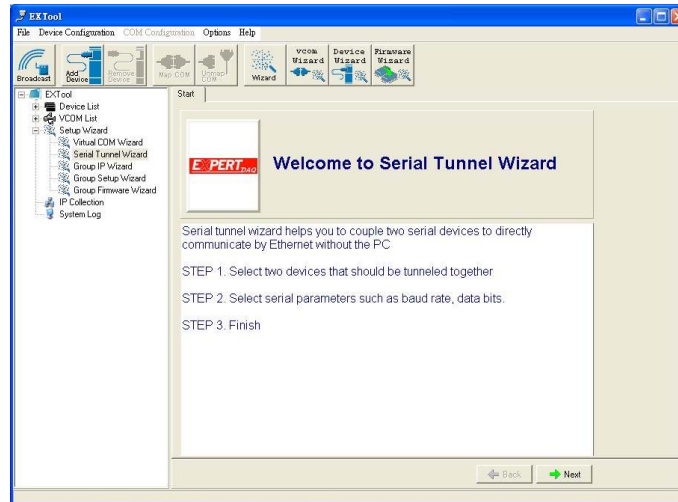 EXTool
File Device Configuration COM Configuration Options Help
Broadcast
Add Device
Remove Device
Map COM
Unmap COM
Wizard
VCOM Wizard
Device Wizard
Firmware Wizard
EXTool
Device List
VCOM List
Setup Wizard
Virtual COM Wizard
Serial Tunnel Wizard
Group IP Wizard
Group Setup Wizard
Group Firmware Wizard
IP Collection
System Log
Start
EXPERT DAQ
Welcome to Serial Tunnel Wizard
Serial tunnel wizard helps you to couple two serial devices to directly
communicate by Ethernet without the PC
STEP 1. Select two devices that should be tunneled together
STEP 2. Select serial parameters such as baud rate, data bits.
STEP 3. Finish
Back
Next